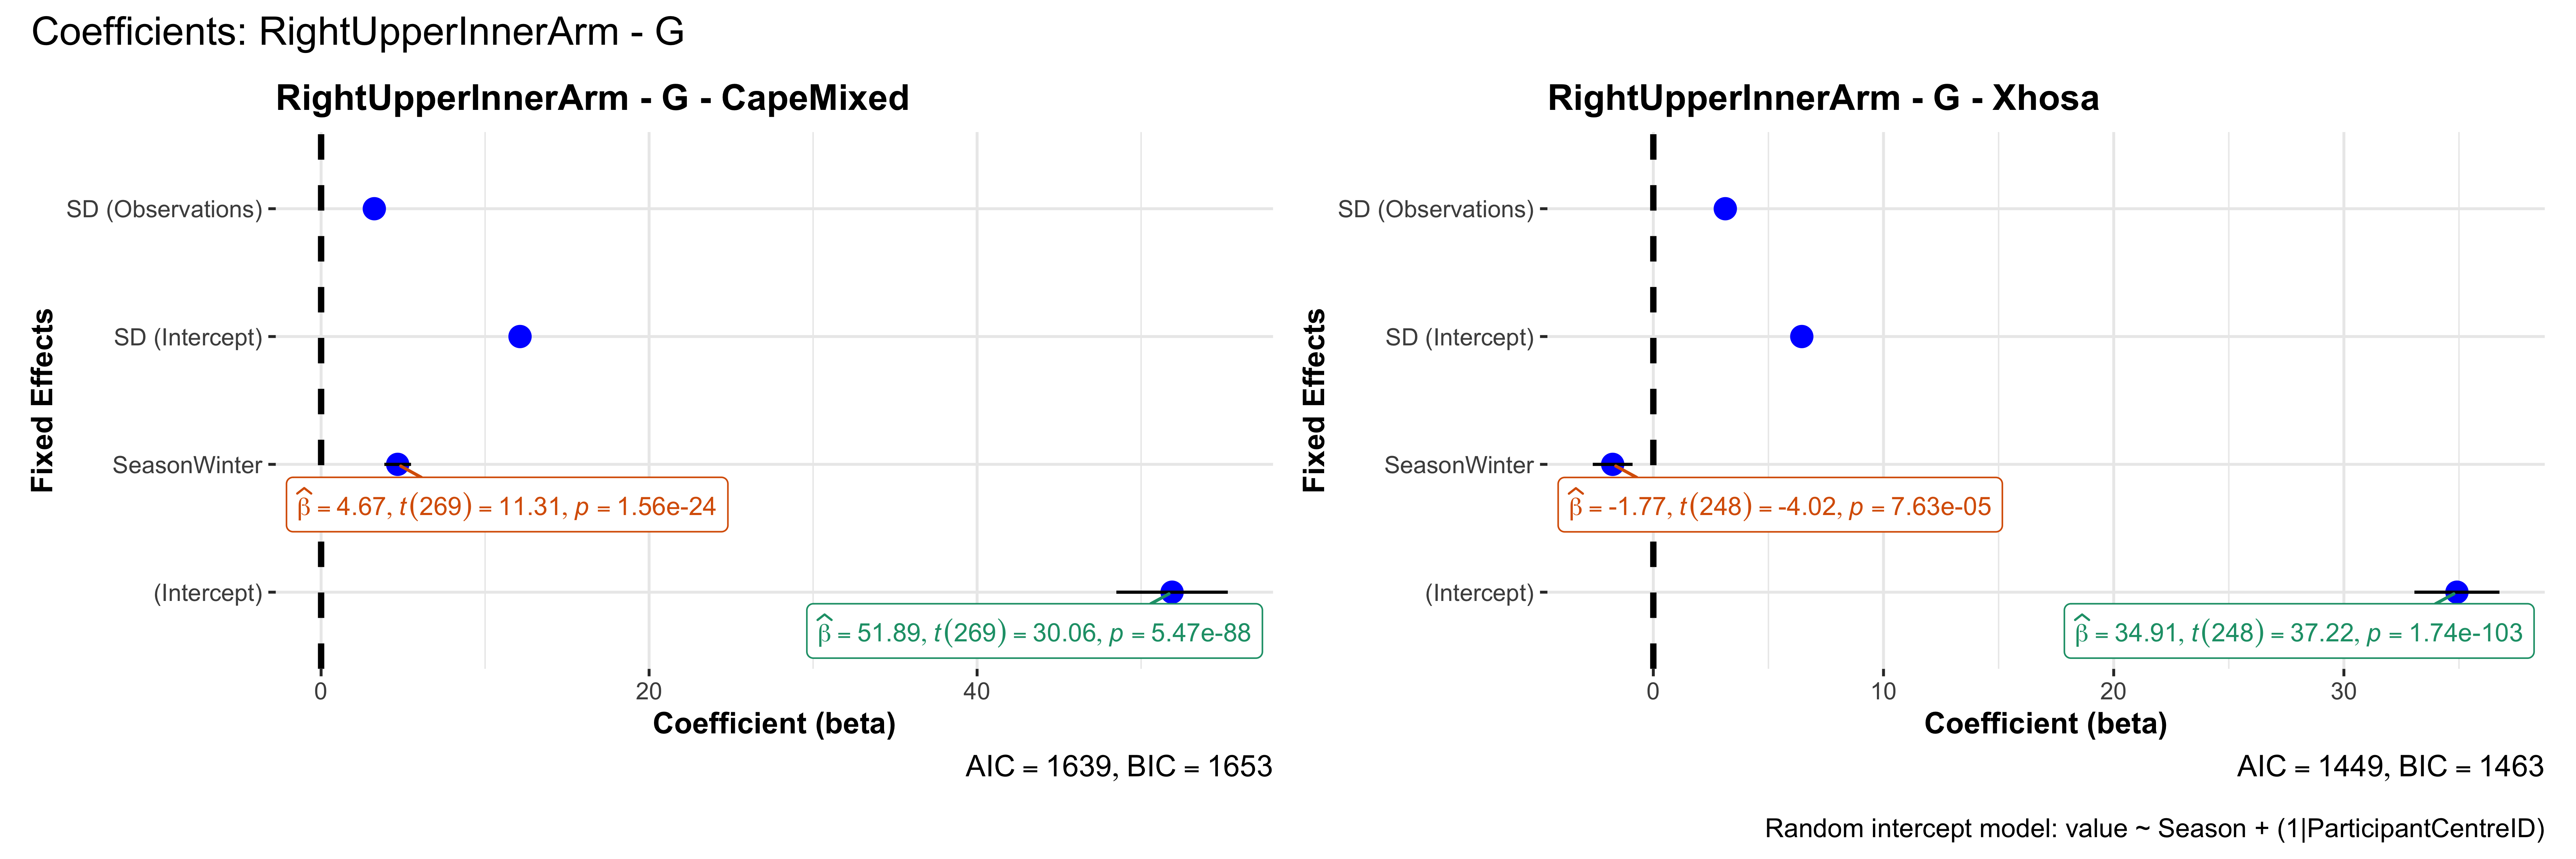 Coefficients: RightUpperInnerArm - G
RightUpperInnerArm - G - CapeMixed
SD (Observations)
SD (Intercept)
SeasonWinter
(Intercept)
Fixed Effects
β̂ = 4.67, t(269) = 11.31, p = 1.56e-24
β̂ = 51.89, t(269) = 30.06, p = 5.47e-88
0 20 40
Coefficient (beta)
AIC = 1639, BIC = 1653
RightUpperInnerArm - G - Xhosa
SD (Observations)
SD (Intercept)
SeasonWinter
(Intercept)
Fixed Effects
β̂ = -1.77, t(248) = -4.02, p = 7.63e-05
β̂ = 34.91, t(248) = 37.22, p = 1.74e-103
0 10 20 30
Coefficient (beta)
AIC = 1449, BIC = 1463
Random intercept model: value ~ Season + (1|ParticipantCentreID)